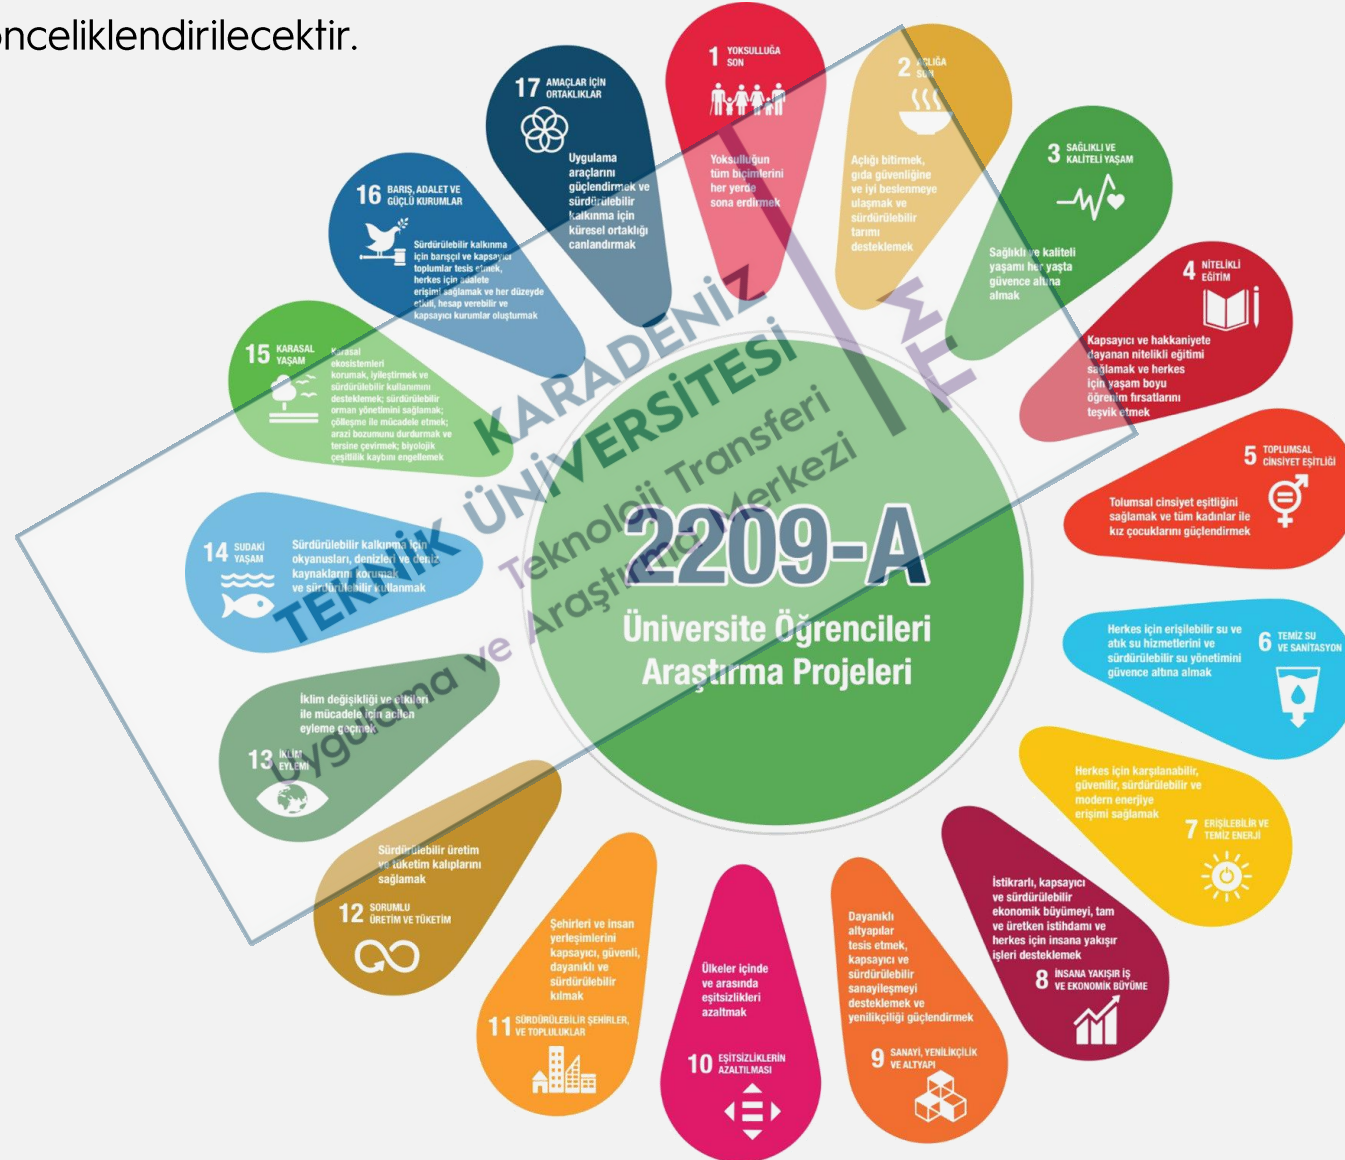 önceliklendirilecektir.
1 YOKSULLUĞA
SON
Yoksulluğun
tüm biçimlerini
her yerde
sona erdirmek
2 AÇLIĞA
SON
Açlığı bitirmek,
gıda güvenliğine
ve iyi beslenmeye
ulaşmak ve
sürdürülebilir
tarımı
desteklemek
3 SAĞLIKLI VE
KALİTELİ YAŞAM
Sağlıklı ve kaliteli
yaşamı her yaşta
güvence altına
almak
4 NİTELİKLİ
EĞİTİM
Kapsayıcı ve hakkaniyete
dayanan nitelikli eğitimi
sağlamak ve herkes
için yaşam boyu
öğrenim fırsatlarını
teşvik etmek
5 TOPLUMSAL
CİNSİYET EŞİTLİĞİ
Tolumsal cinsiyet eşitliğini
sağlamak ve tüm kadınlar ile
kız çocuklarını güçlendirmek
6 TEMİZ SU
VE SANİTASYON
Herkes için erişilebilir su ve
atık su hizmetlerini ve
sürdürülebilir su yönetimini
güvence altına almak
7 ERİŞİLEBİLİR VE
TEMİZ ENERJİ
Herkes için karşılanabilir,
güvenilir, sürdürülebilir ve
modern enerjiye
erişimi sağlamak
8 İNSANA YAKIŞIR İŞ
VE EKONOMİK BÜYÜME
İstikrarlı, kapsayıcı
ve sürdürülebilir
ekonomik büyümeyi, tam
ve üretken istihdamı ve
herkes için insana yakışır
işleri desteklemek
9 SANAYİ, YENİLİKÇİLİK
VE ALTYAPI
Dayanıklı
altyapılar
tesis etmek,
kapsayıcı ve
sürdürülebilir
sanayileşmeyi
desteklemek ve
yenilikçiliği güçlendirmek
10 EŞİTSİZLİKLERİN
AZALTILMASI
Ülkeler içinde
ve arasında
eşitsizlikleri
azaltmak
11 SÜRDÜRÜLEBİLİR ŞEHİRLER,
VE TOPLULUKLAR
Şehirleri ve insan
yerleşimlerini
kapsayıcı, güvenli,
dayanıklı ve
sürdürülebilir
kılmak
12 SORUMLU
ÜRETİM VE TÜKETİM
Sürdürülebilir üretim
ve tüketim kalıplarını
sağlamak
13 İKLİM
EYLEMİ
İklim değişikliği ve etkileri
ile mücadele için acilen
eyleme geçmek
14 SUDAKİ
YAŞAM
Sürdürülebilir kalkınma için
okyanusları, denizleri ve deniz
kaynaklarını korumak
ve sürdürülebilir kullanmak
15 KARASAL
YAŞAM
Karasal
ekosistemleri
korumak, iyileştirmek ve
sürdürülebilir kullanımını
desteklemek; sürdürülebilir
orman yönetimini sağlamak;
çölleşme ile mücadele etmek;
arazi bozumunu durdurmak ve
tersine çevirmek; biyolojik
çeşitlilik kaybını engellemek
16 BARIŞ, ADALET VE
GÜÇLÜ KURUMLAR
Sürdürülebilir kalkınma
için barışçıl ve kapsayıcı
toplumlar tesis etmek,
herkes için adalete
erişimi sağlamak ve her düzeyde
etkili, hesap verebilir ve
kapsayıcı kurumlar oluşturmak
17 AMAÇLAR İÇİN
ORTAKLIKLAR
Uygulama
araçlarını
güçlendirmek ve
sürdürülebilir
kalkınma için
küresel ortaklığı
canlandırmak
2209-A
Üniversite Öğrencileri
Araştırma Projeleri
KARADENİZ
TEKNİK ÜNİVERSİTESİ
Teknoloji Transferi
Uygulama ve Araştırma Merkezi